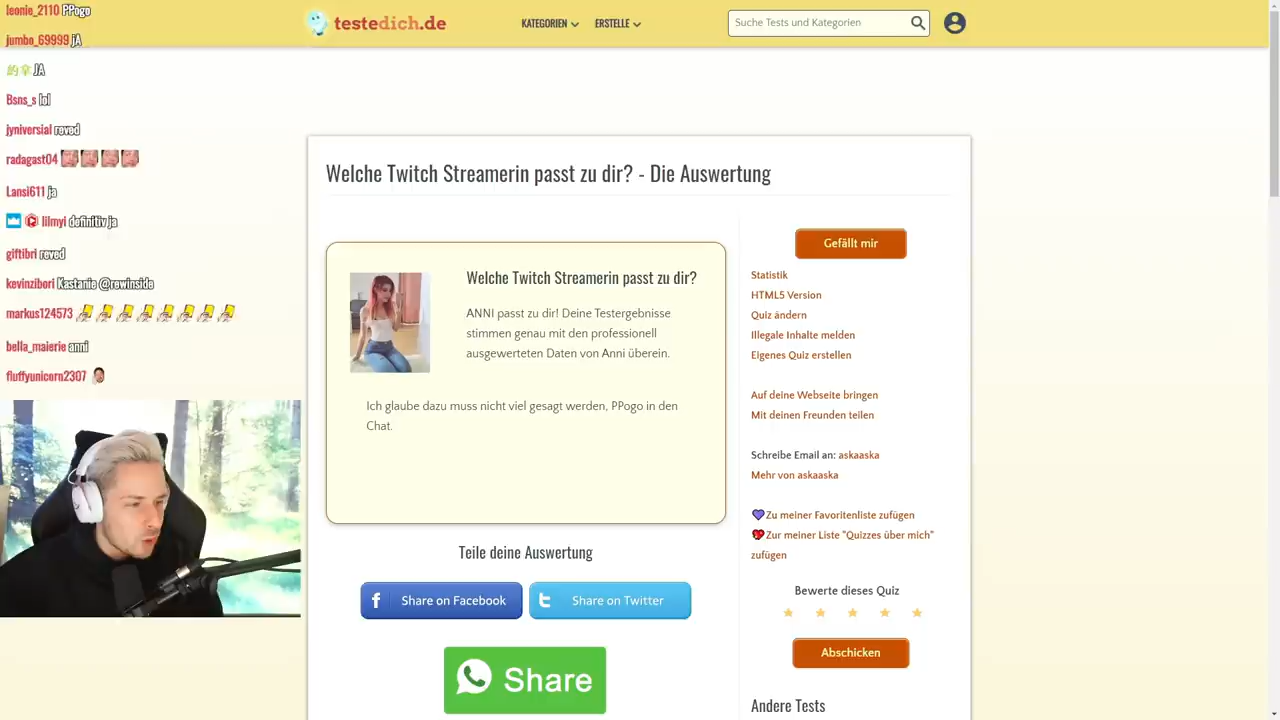 leonie_2110 PPogo
jumbo_69999 jA
約拿 JA
Bsns_s lol
jyniversial roved
radagast04
Lansi611 ja
lilmyi definitiv ja
giftibri roved
kevinzibori Kastanie @rewinside
markus124573
bella_maierie anni
fluffyunicorn2307
testedich.de
KATEGORIEN
ERSTELLE
Suche Tests und Kategorien
Welche Twitch Streamerin passt zu dir? - Die Auswertung
Welche Twitch Streamerin passt zu dir?
ANNI passt zu dir! Deine Testergebnisse
stimmen genau mit den professionell
ausgewerteten Daten von Anni überein.
Ich glaube dazu muss nicht viel gesagt werden, PPogo in den
Chat.
Teile deine Auswertung
Share on Facebook
Share on Twitter
Share
Gefällt mir
Statistik
HTML5 Version
Quiz ändern
Illegale Inhalte melden
Eigenes Quiz erstellen
Auf deine Webseite bringen
Mit deinen Freunden teilen
Schreibe Email an: askaaska
Mehr von askaaska
Zu meiner Favoritenliste zufügen
Zur meiner Liste "Quizzes über mich"
zufügen
Bewerte dieses Quiz
Abschicken
Andere Tests